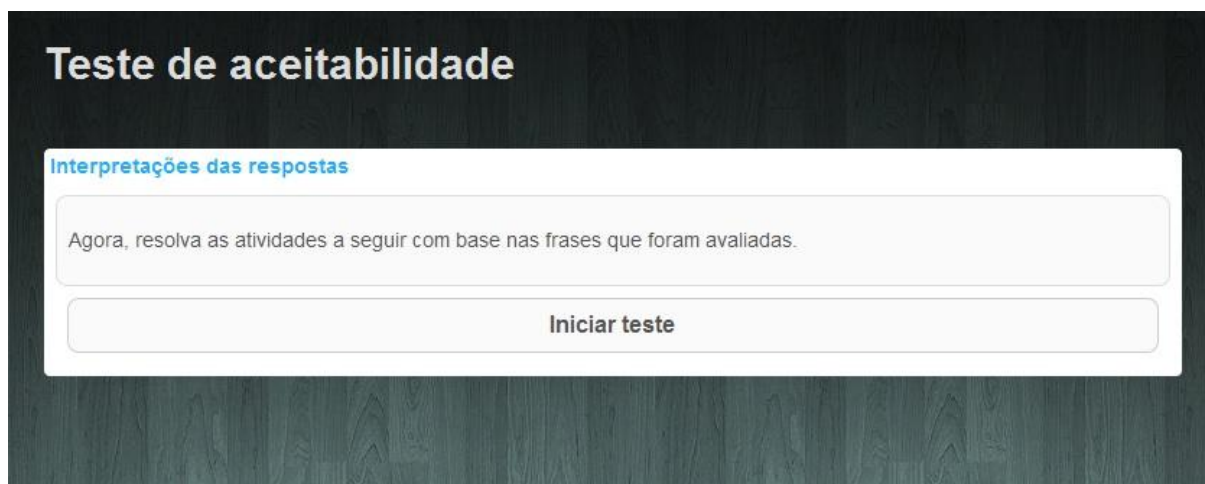 Teste de aceitabilidade
Interpretações das respostas
Agora, resolva as atividades a seguir com base nas frases que foram avaliadas.
Iniciar teste